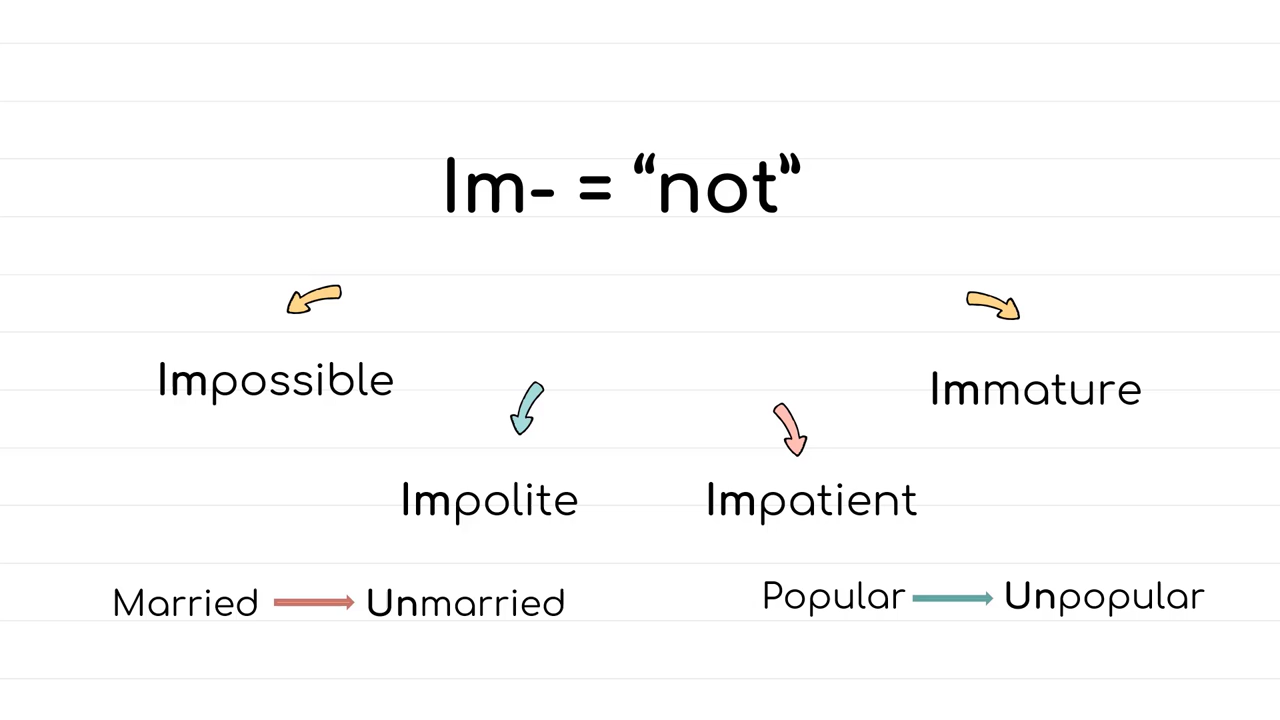 Im- = “not”
Impossible
Immature
Impolite
Impatient
Married Unmarried
Popular Unpopular